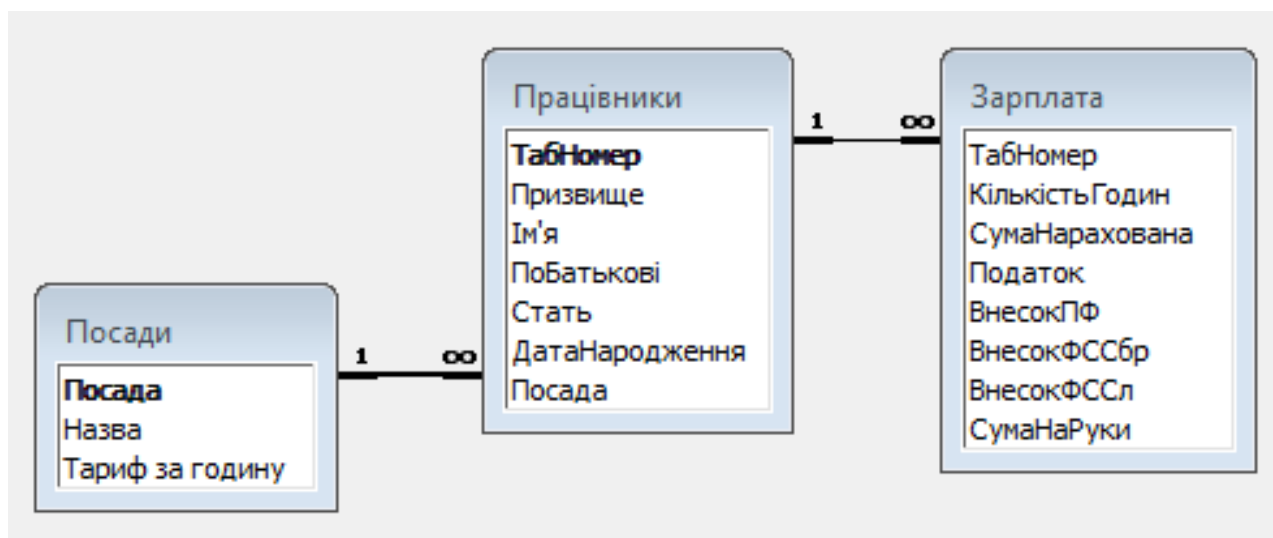 Посади
Посада
Назва
Тариф за годину
1 ∞
Працівники
ТабНомер
Призвище
Ім'я
ПоБатькові
Стать
ДатаНародження
Посада
1 ∞
Зарплата
ТабНомер
КількістьГодин
СумаНарахована
Податок
ВнесокПФ
ВнесокФССбр
ВнесокФССл
СумаНаРуки